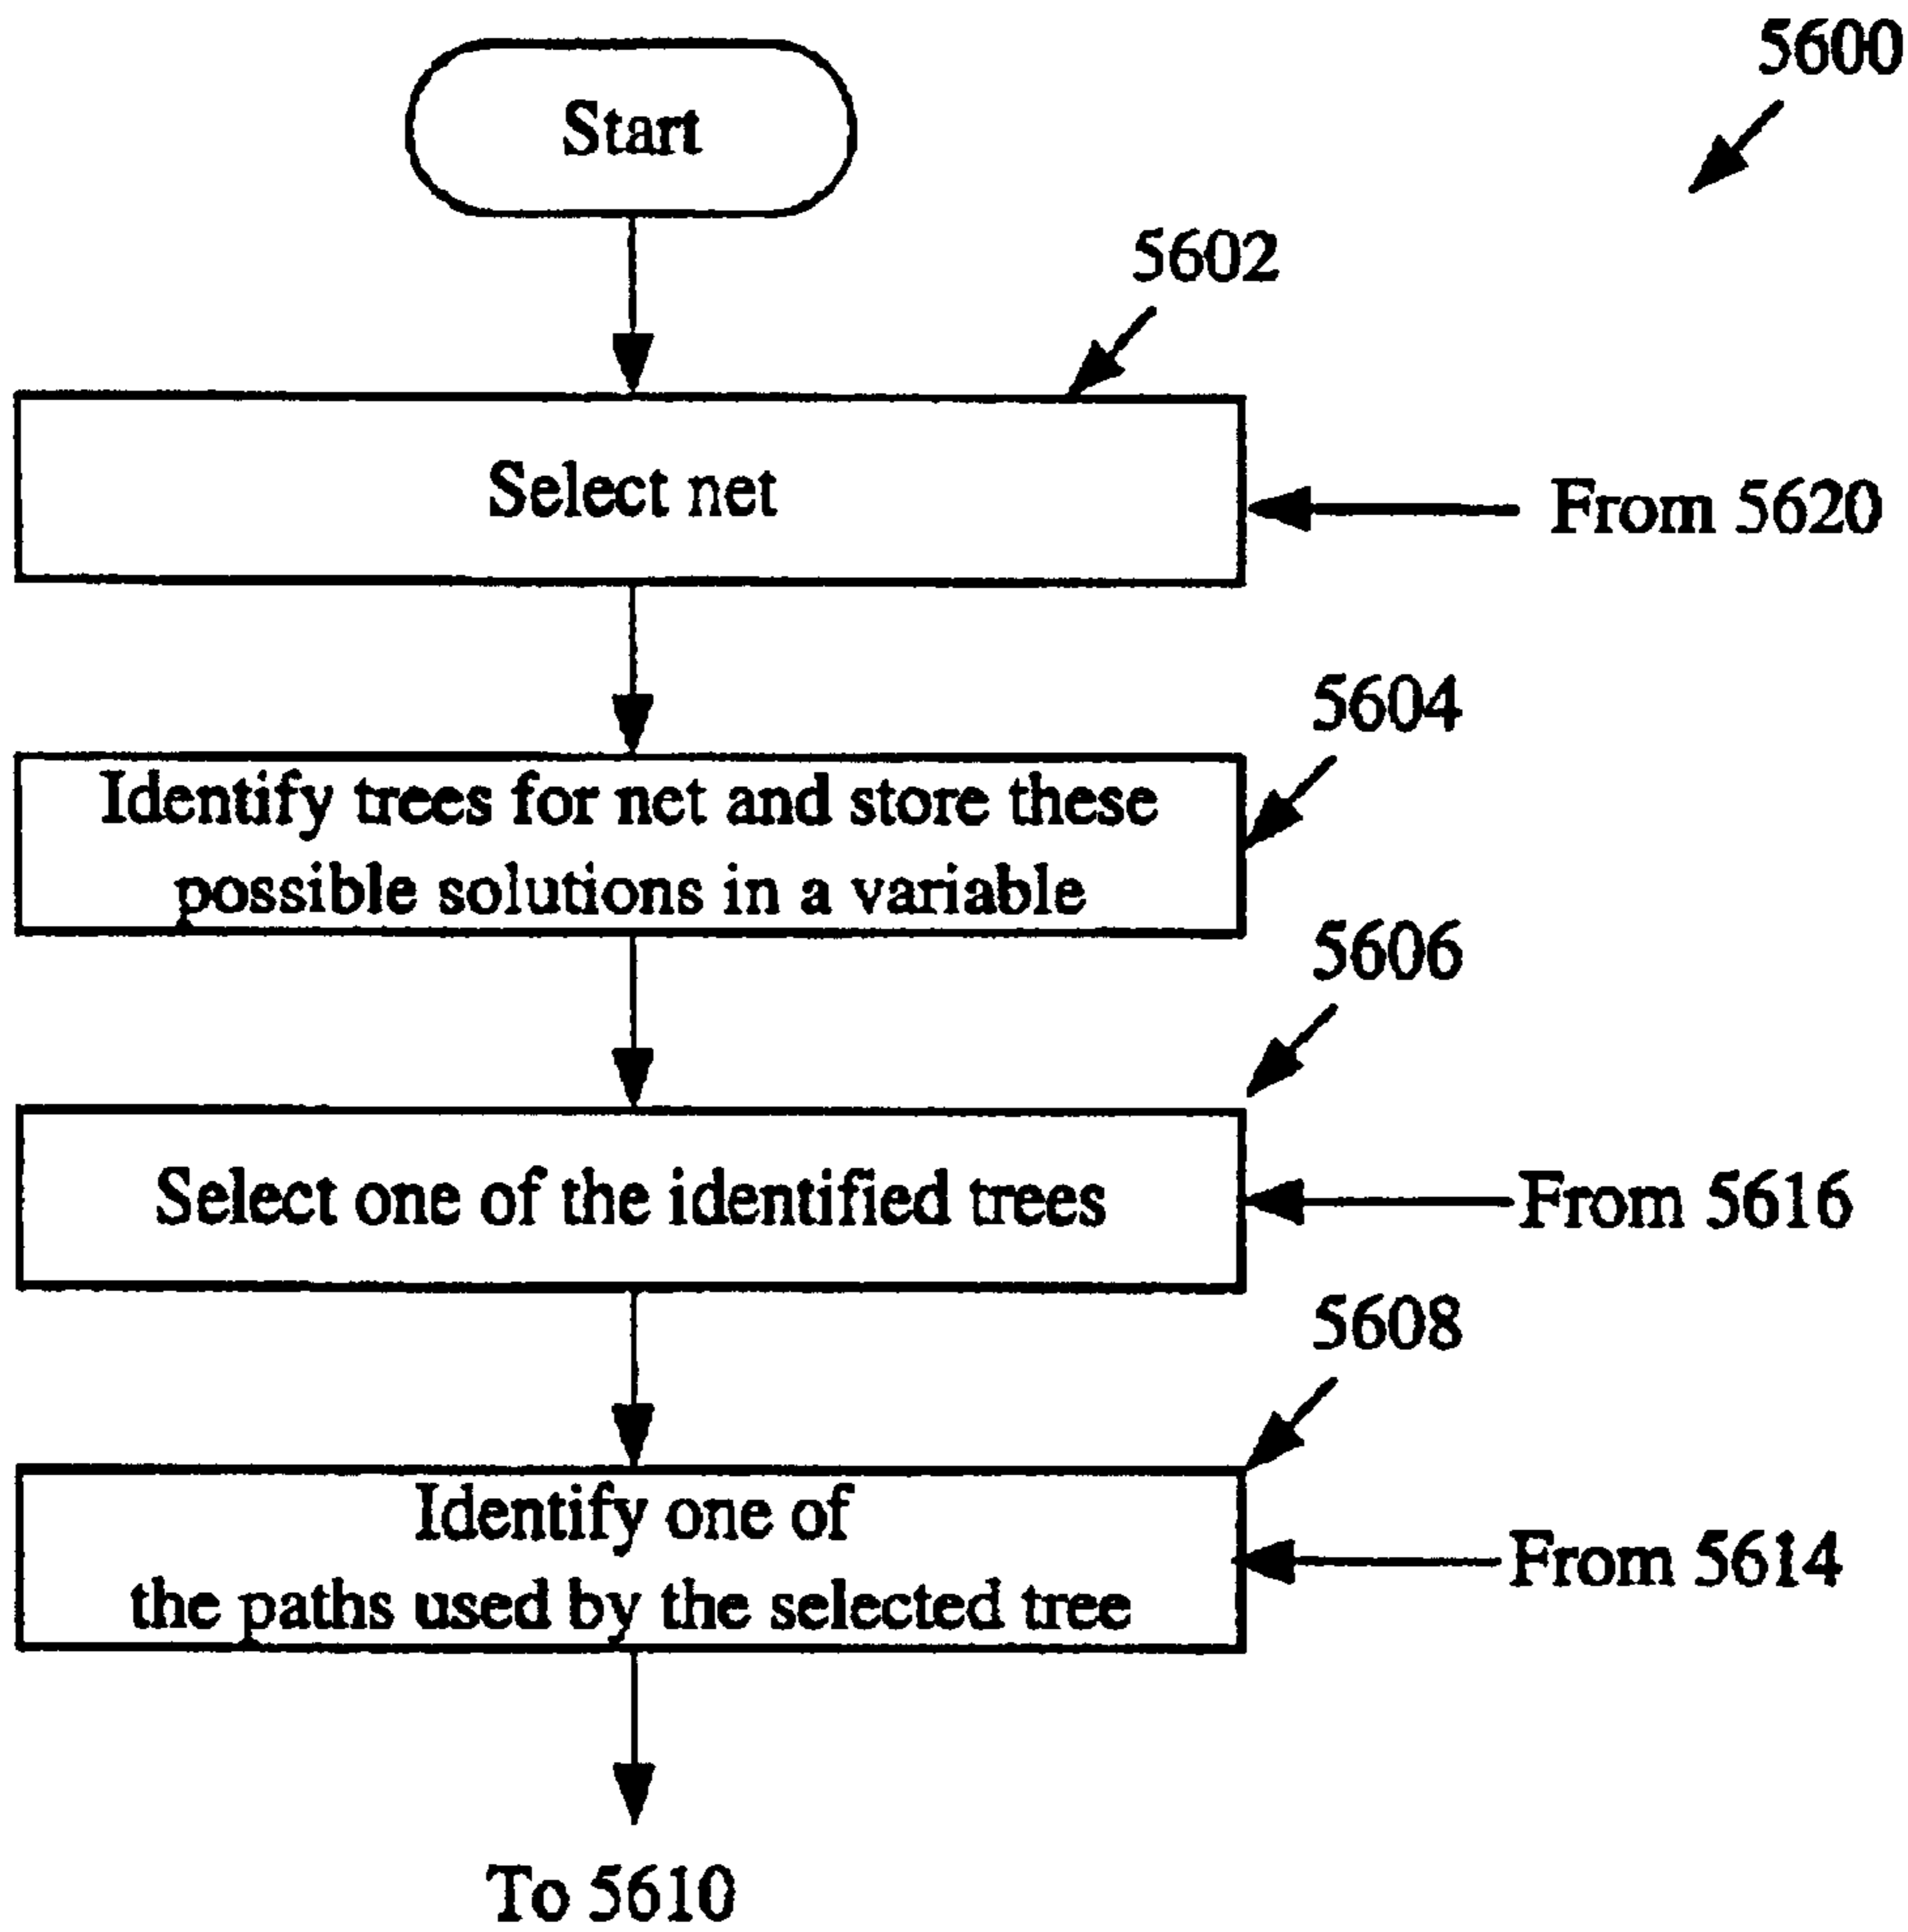 5600
Start
5602
Select net
From 5620
5604
Identify trees for net and store these
possible solutions in a variable
5606
Select one of the identified trees
From 5616
5608
Identify one of
the paths used by the selected tree
From 5614
To 5610